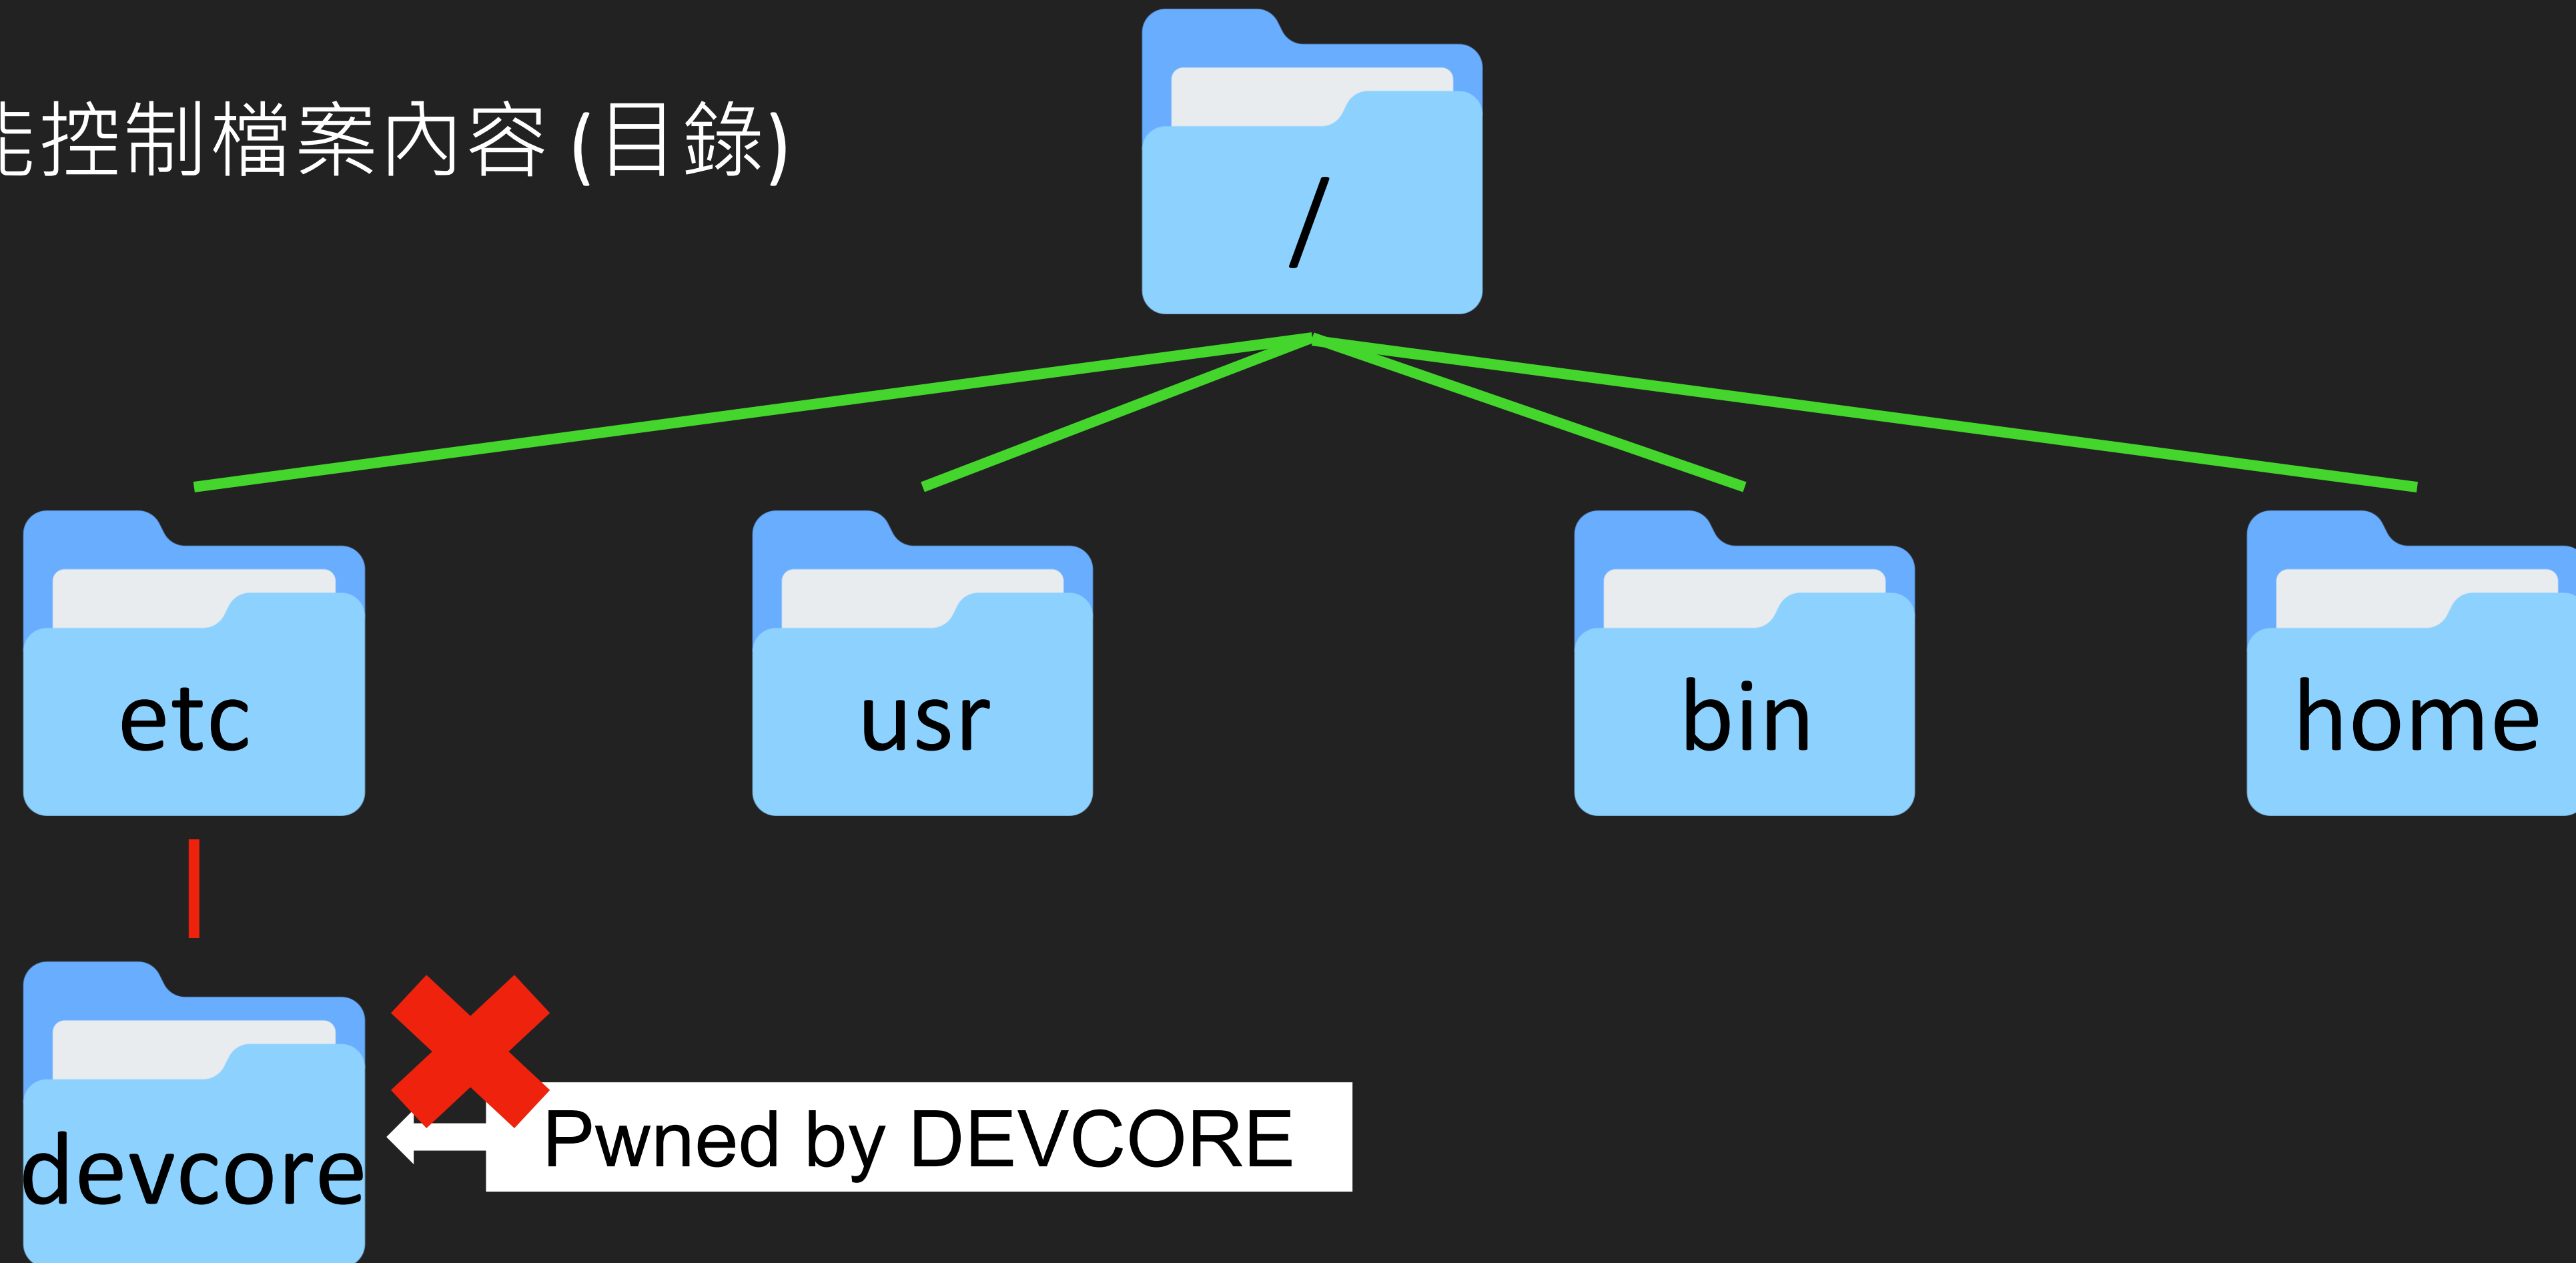 控制檔案內容 (目錄)
/
etc
usr
bin
home
devcore
Pwned by DEVCORE